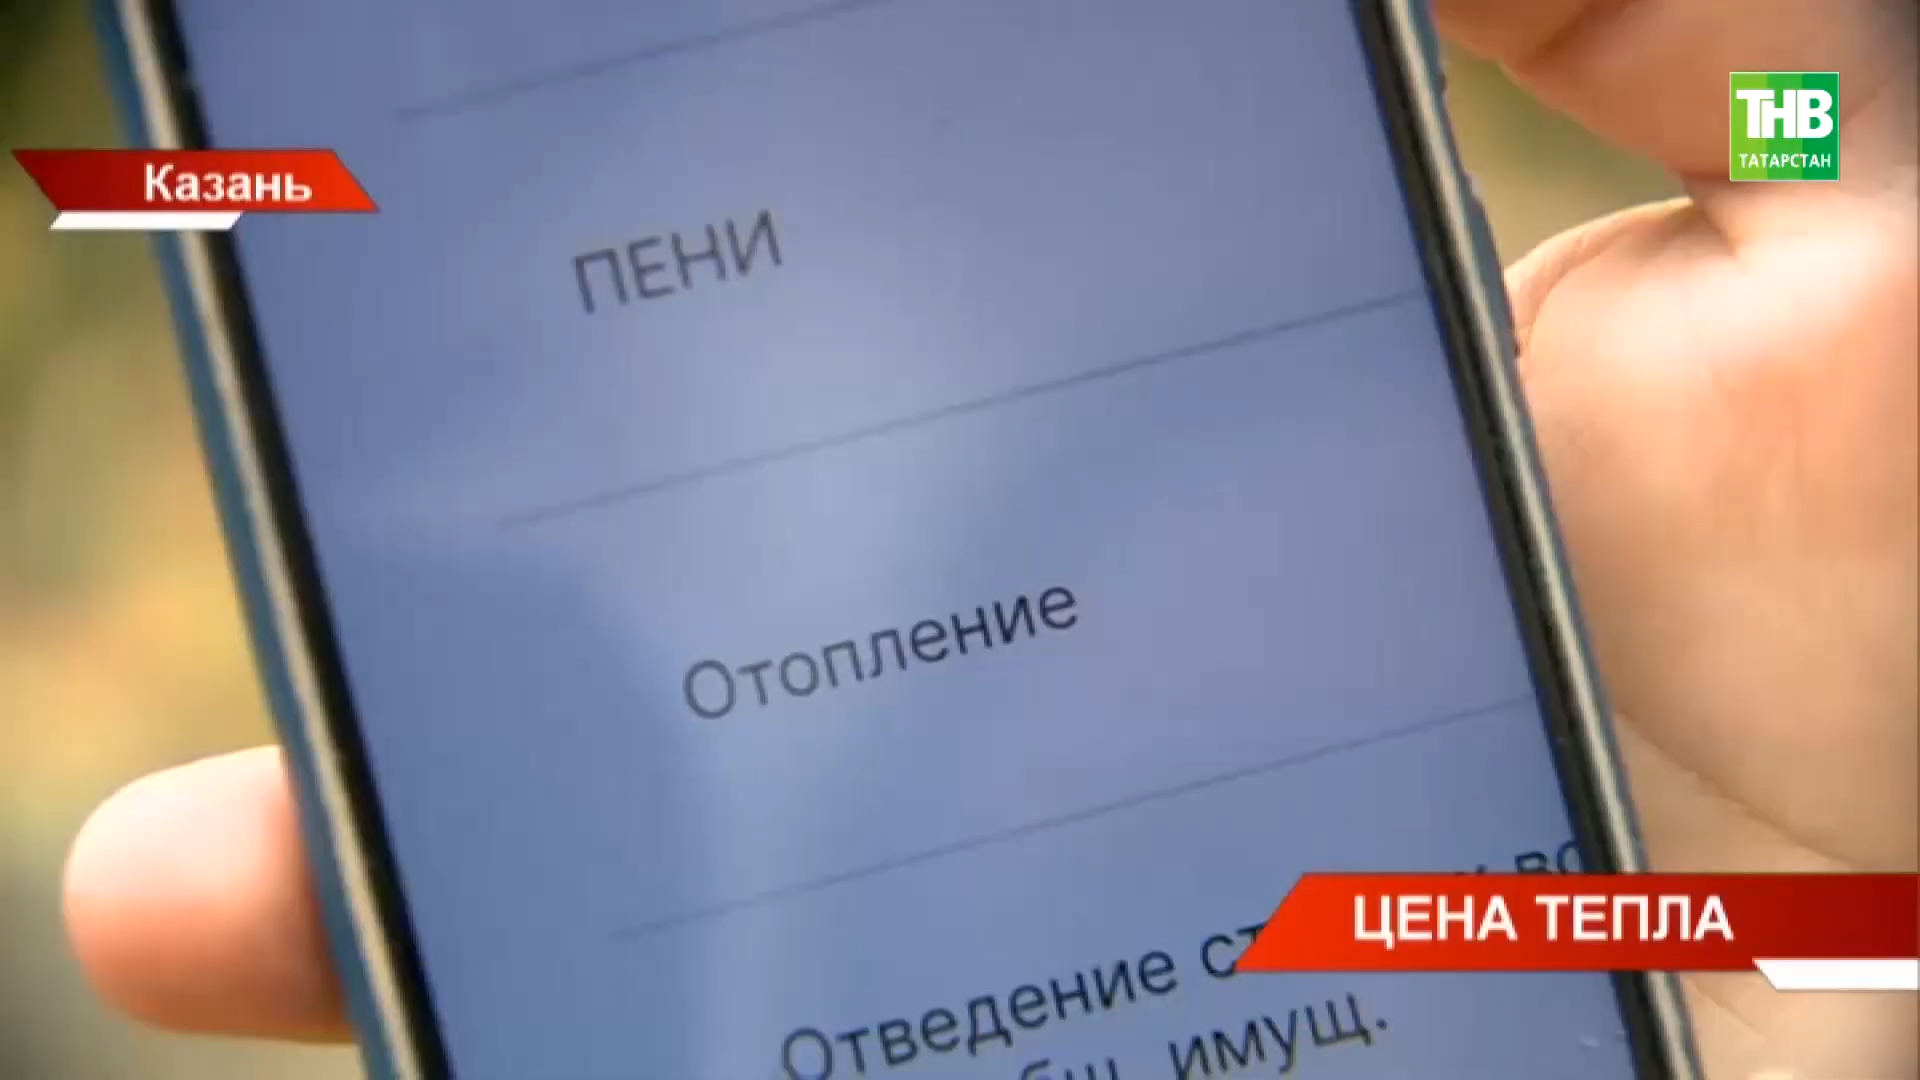 ТНВ
ТАТАРСТАН
Казань
ПЕНИ
Отопление
Отведение
имущ.
ЦЕНА ТЕПЛА